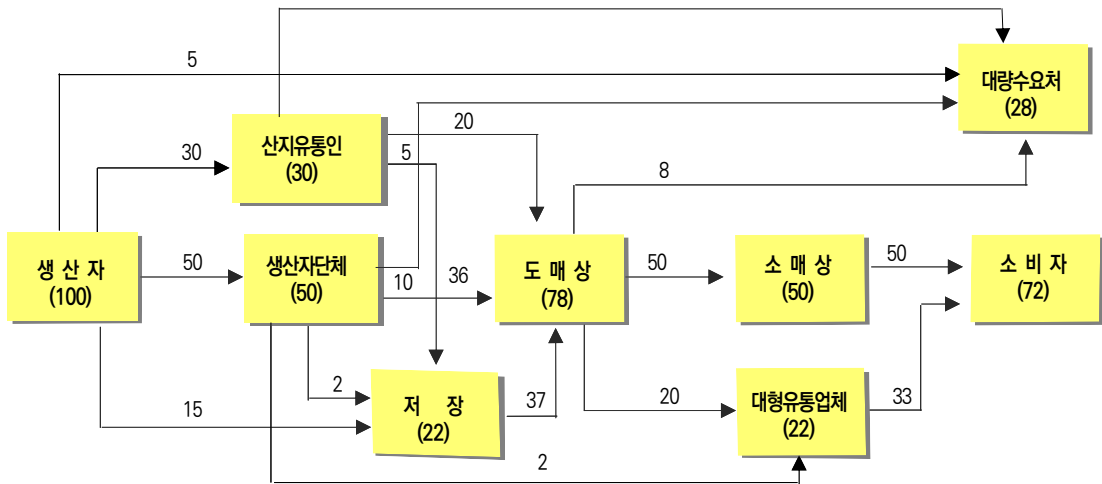 5
대량수요처
(28)
산지유통인
(30)
20
5
30
8
생 산 자
(100)
50
생산자단체
(50)
10
36
도 매 상
(78)
50
소 매 상
(50)
50
소 비 자
(72)
2
저 장
(22)
37
20
대형유통업체
(22)
33
15
2